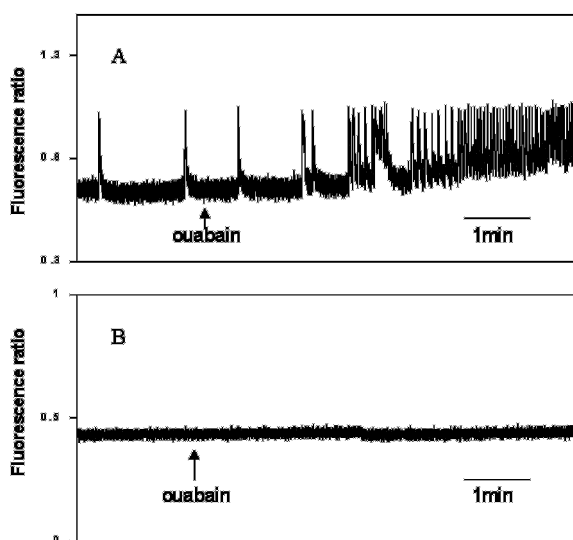 1.3
A
Fluorescence ratio
0.8
ouabain
1min
0.3
1
B
Fluorescence ratio
0.5
ouabain
1min
0